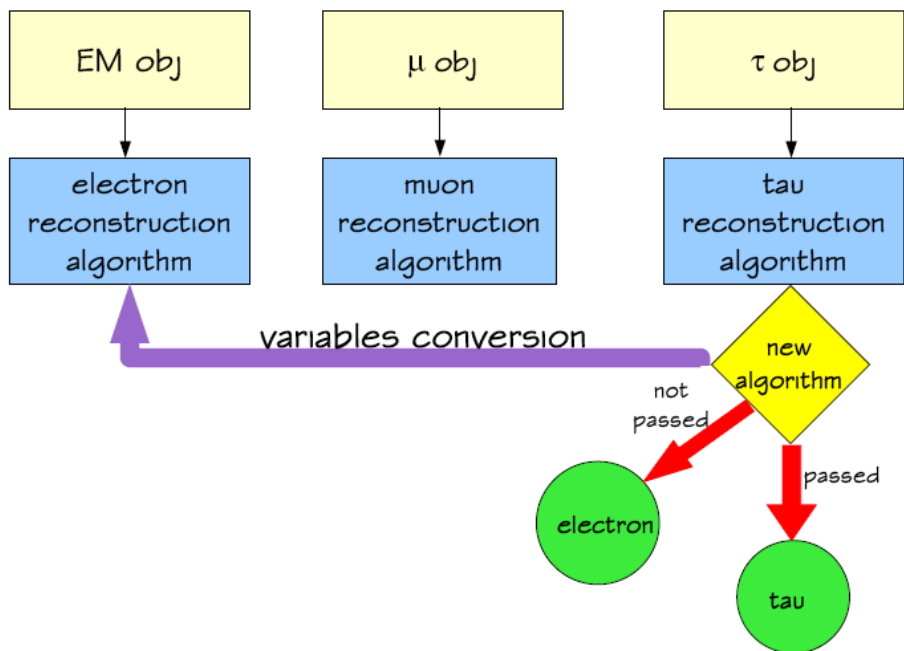 EM obj
μ obj
τ obj
electron
reconstruction
algorithm
muon
reconstruction
algorithm
tau
reconstruction
algorithm
variables conversion
new
algorithm
not
passed
passed
electron
tau